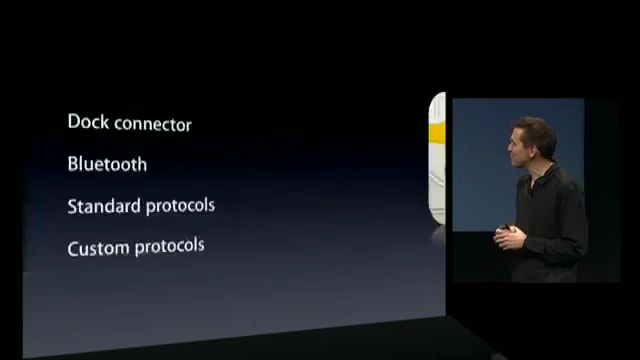 Dock connector
Bluetooth
Standard protocols
Custom protocols